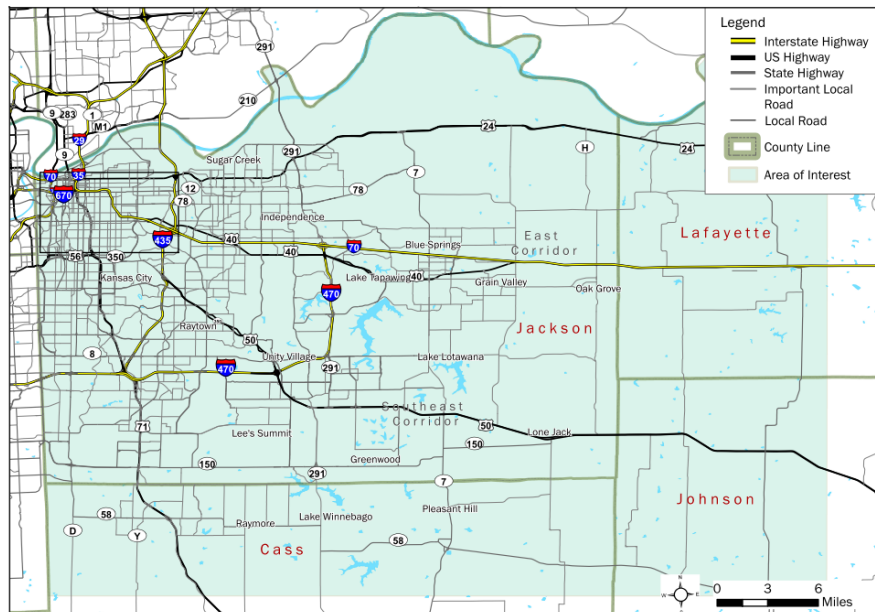 Legend
Interstate Highway
US Highway
State Highway
Important Local
Road
Local Road
County Line
Area of Interest
291
210
9
283
1
M1
29
9
24
291
H
24
Sugar Creek
70
35
670
12
78
78
7
Independence
435
40
40
70
Blue Springs
East
Corridor
Lafayette
56
350
Kansas City
Lake Tapawingo
40
Grain Valley
Oak Grove
470
Raytown
50
Jackson
8
Unity Village
470
291
Lake Lotawana
Southeast
Corridor
71
Lee's Summit
50
Lone Jack
150
150
Greenwood
291
7
Johnson
D
58
Y
Raymore
Lake Winnebago
Pleasant Hill
58
Cass
N
W
E
S
0
3
6
Miles